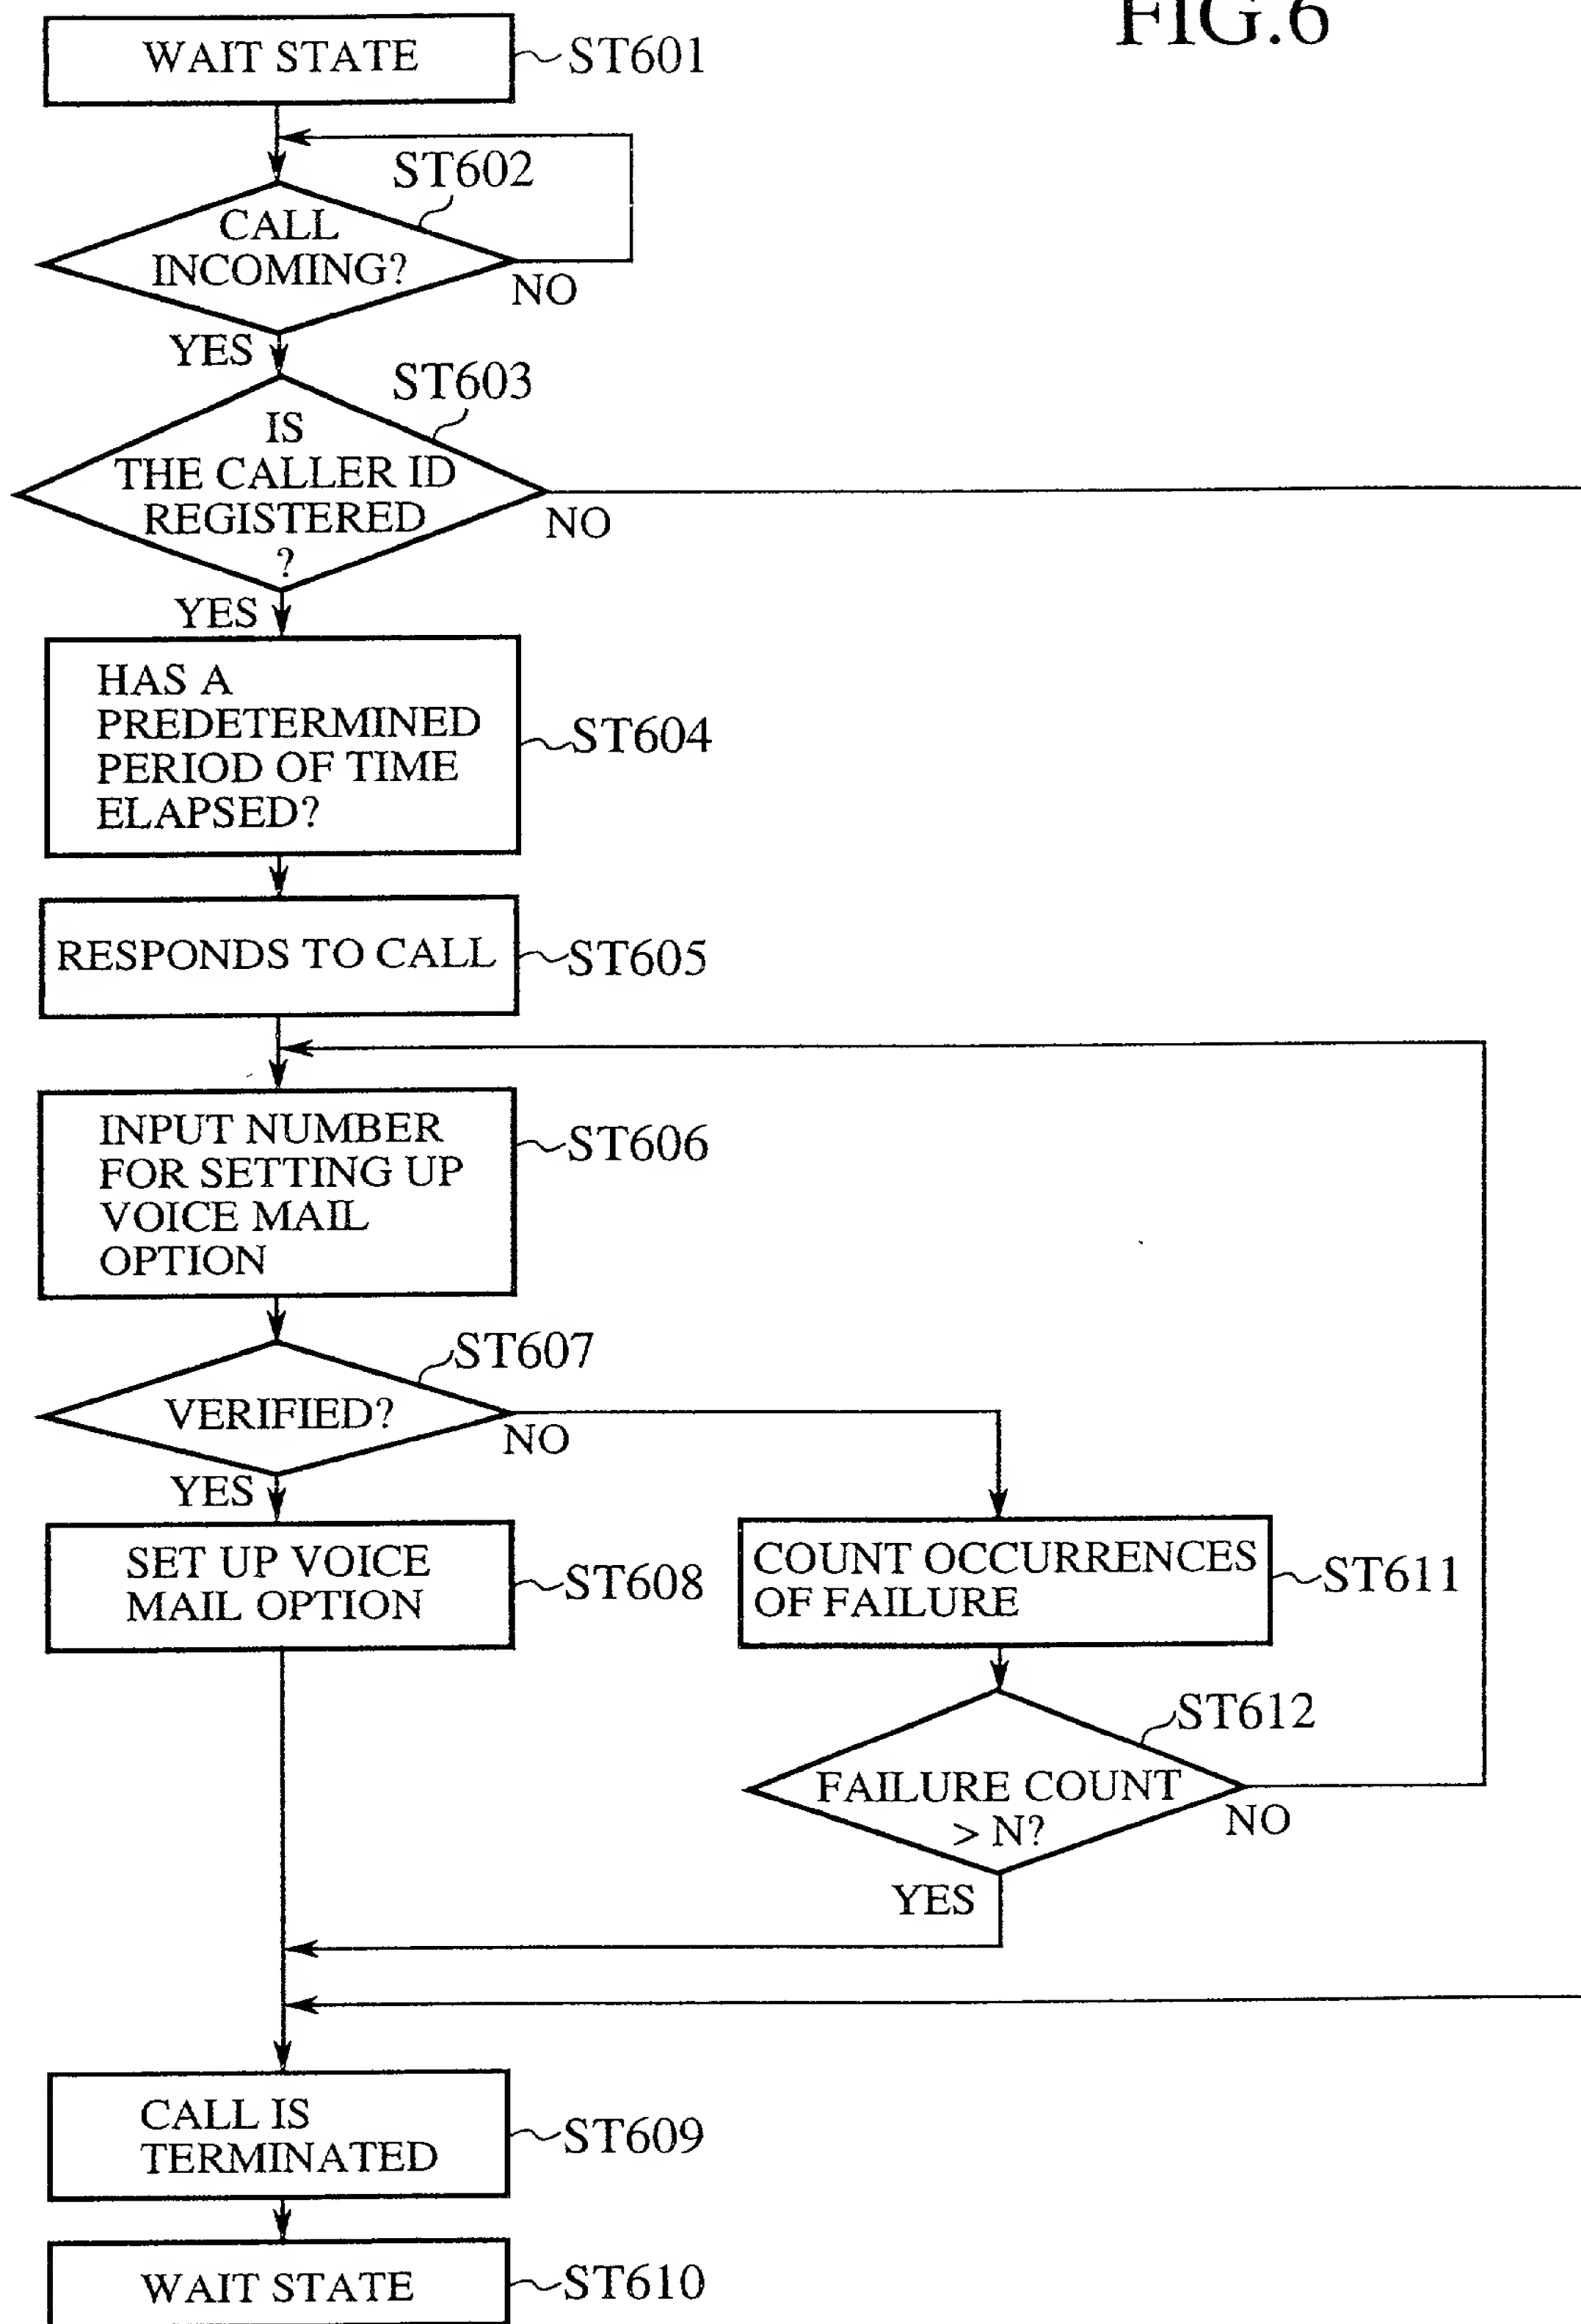 FIG.6
WAIT STATE
ST601
ST602
CALL
INCOMING?
NO
YES
ST603
IS
THE CALLER ID
REGISTERED
?
NO
YES
HAS A
PREDETERMINED
PERIOD OF TIME
ELAPSED?
ST604
RESPONDS TO CALL
ST605
INPUT NUMBER
FOR SETTING UP
VOICE MAIL
OPTION
ST606
ST607
VERIFIED?
NO
YES
SET UP VOICE
MAIL OPTION
ST608
COUNT OCCURRENCES
OF FAILURE
ST611
ST612
FAILURE COUNT
> N?
NO
YES
CALL IS
TERMINATED
ST609
WAIT STATE
ST610